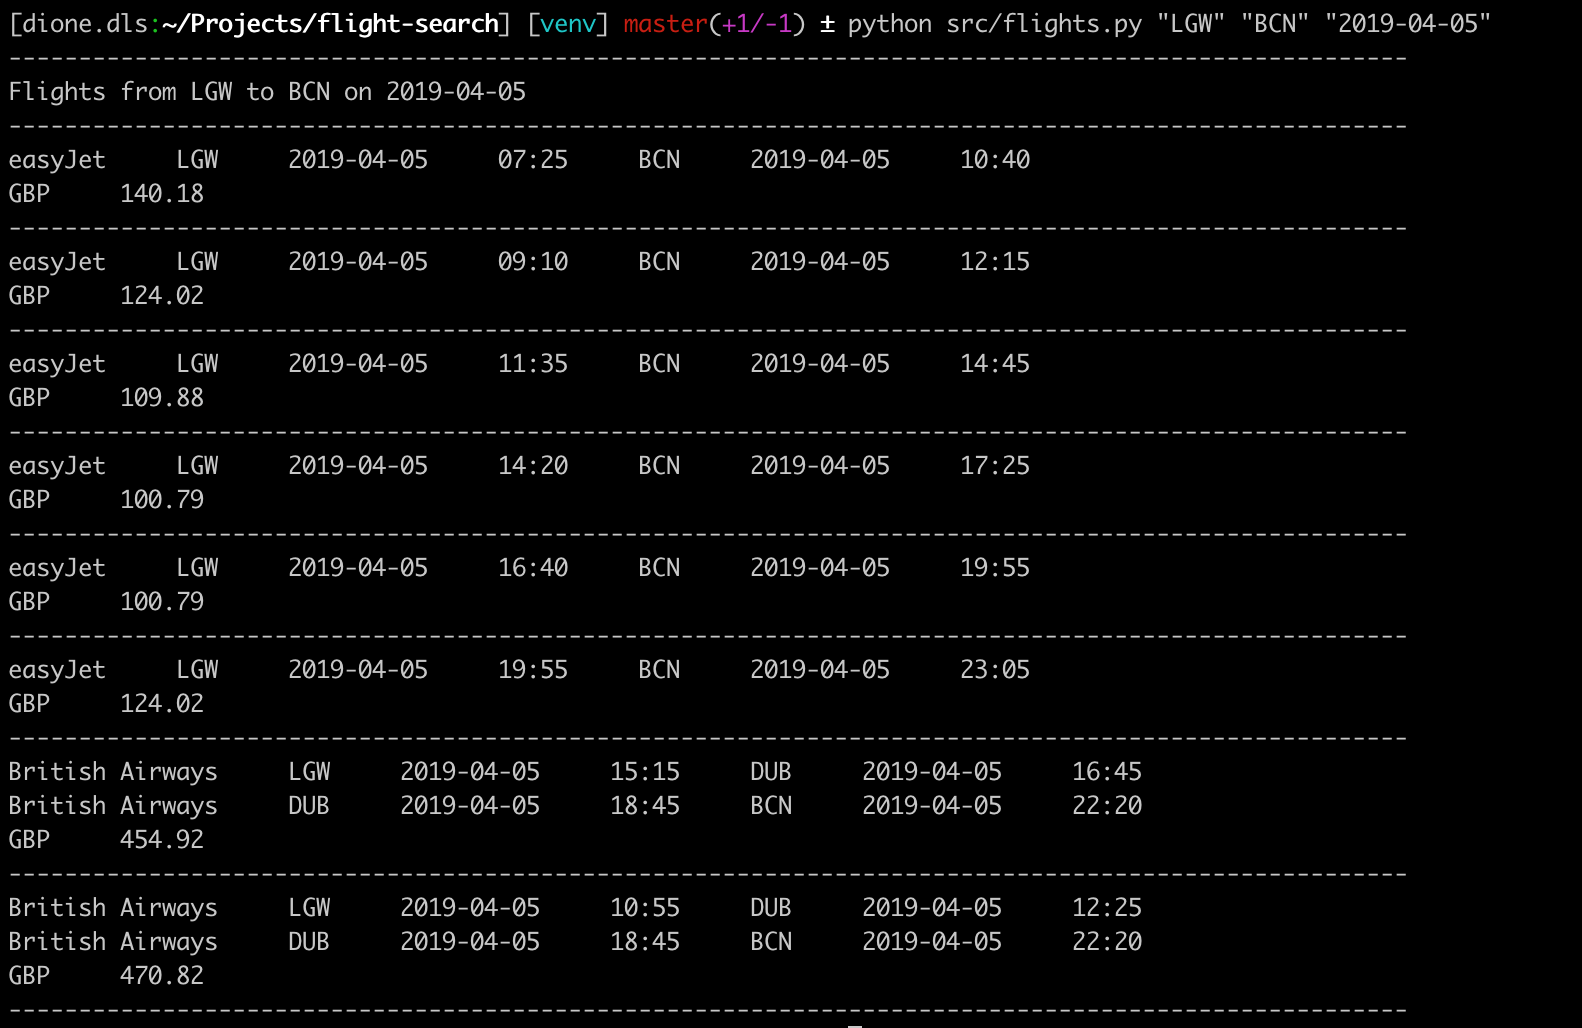 [dione.dls:~/Projects/flight-search] [venv] master(+1/-1) ± python src/flights.py "LGW" "BCN" "2019-04-05"
----------------------------------------------------------------------------------------------------
Flights from LGW to BCN on 2019-04-05
----------------------------------------------------------------------------------------------------
easyJet     LGW     2019-04-05     07:25     BCN     2019-04-05     10:40
GBP     140.18
----------------------------------------------------------------------------------------------------
easyJet     LGW     2019-04-05     09:10     BCN     2019-04-05     12:15
GBP     124.02
----------------------------------------------------------------------------------------------------
easyJet     LGW     2019-04-05     11:35     BCN     2019-04-05     14:45
GBP     109.88
----------------------------------------------------------------------------------------------------
easyJet     LGW     2019-04-05     14:20     BCN     2019-04-05     17:25
GBP     100.79
----------------------------------------------------------------------------------------------------
easyJet     LGW     2019-04-05     16:40     BCN     2019-04-05     19:55
GBP     100.79
----------------------------------------------------------------------------------------------------
easyJet     LGW     2019-04-05     19:55     BCN     2019-04-05     23:05
GBP     124.02
----------------------------------------------------------------------------------------------------
British Airways     LGW     2019-04-05     15:15     DUB     2019-04-05     16:45
British Airways     DUB     2019-04-05     18:45     BCN     2019-04-05     22:20
GBP     454.92
----------------------------------------------------------------------------------------------------
British Airways     LGW     2019-04-05     10:55     DUB     2019-04-05     12:25
British Airways     DUB     2019-04-05     18:45     BCN     2019-04-05     22:20
GBP     470.82
----------------------------------------------------------------------------------------------------